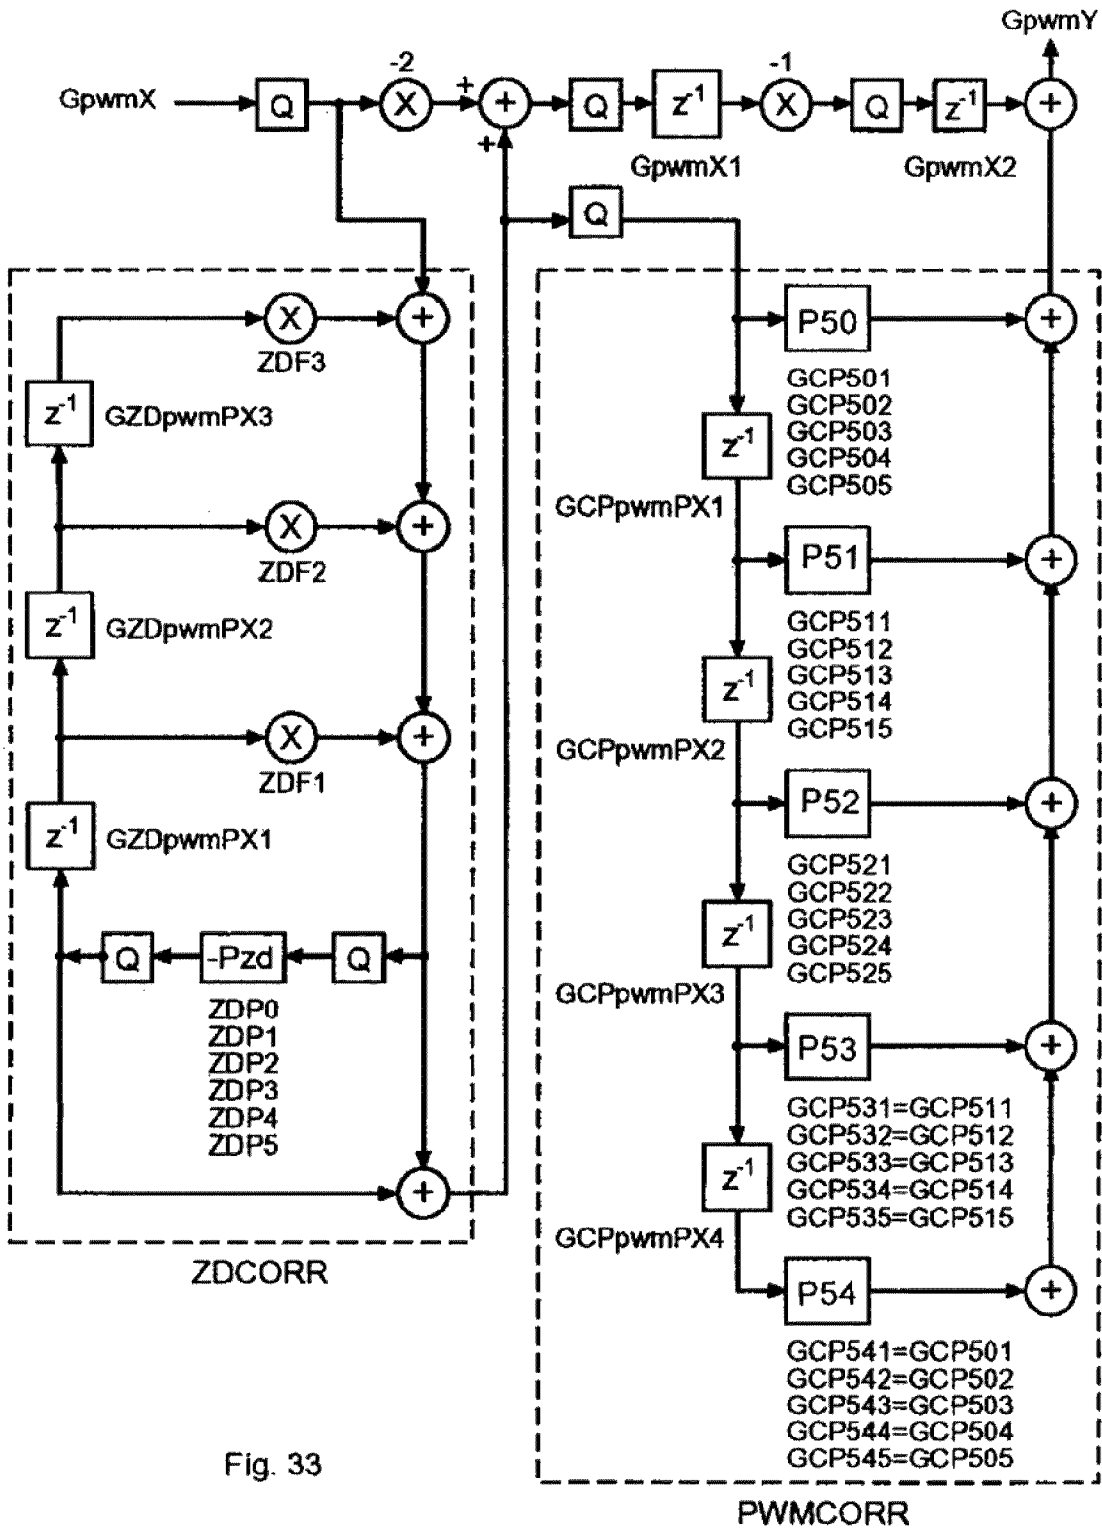 GpwmY
-2
-1
GpwmX
Q
X
+
+
+
Q
z-1
X
Q
z-1
+
GpwmX1
GpwmX2
Q
X
+
ZDF3
z-1
GZDpwmPX3
X
+
ZDF2
z-1
GZDpwmPX2
X
+
ZDF1
z-1
GZDpwmPX1
Q
-Pzd
Q
ZDP0
ZDP1
ZDP2
ZDP3
ZDP4
ZDP5
+
ZDCORR
P50
+
GCP501
GCP502
GCP503
GCP504
GCP505
z-1
GCPpwmPX1
P51
+
GCP511
GCP512
GCP513
GCP514
GCP515
z-1
GCPpwmPX2
P52
+
GCP521
GCP522
GCP523
GCP524
GCP525
z-1
GCPpwmPX3
P53
+
GCP531=GCP511
GCP532=GCP512
GCP533=GCP513
GCP534=GCP514
GCP535=GCP515
z-1
GCPpwmPX4
P54
+
GCP541=GCP501
GCP542=GCP502
GCP543=GCP503
GCP544=GCP504
GCP545=GCP505
PWMCORR
Fig. 33